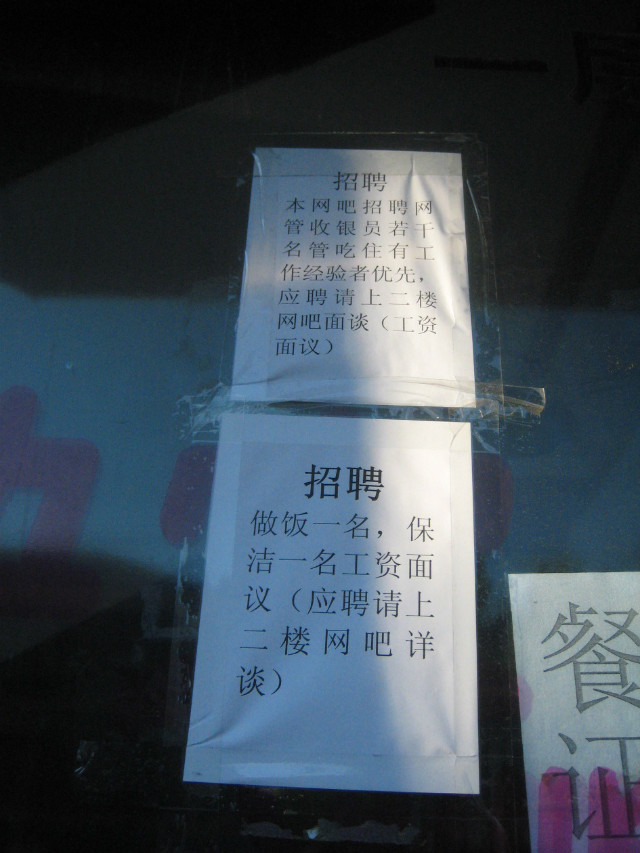 招聘
本网吧招聘网
管收银员若干
名管吃住有工
作经验者优先，
应聘请上二楼
网吧面谈（工资
面议）
招聘
做饭一名，保
洁一名工资面
议（应聘请上
二楼网吧详
谈）
餐
证